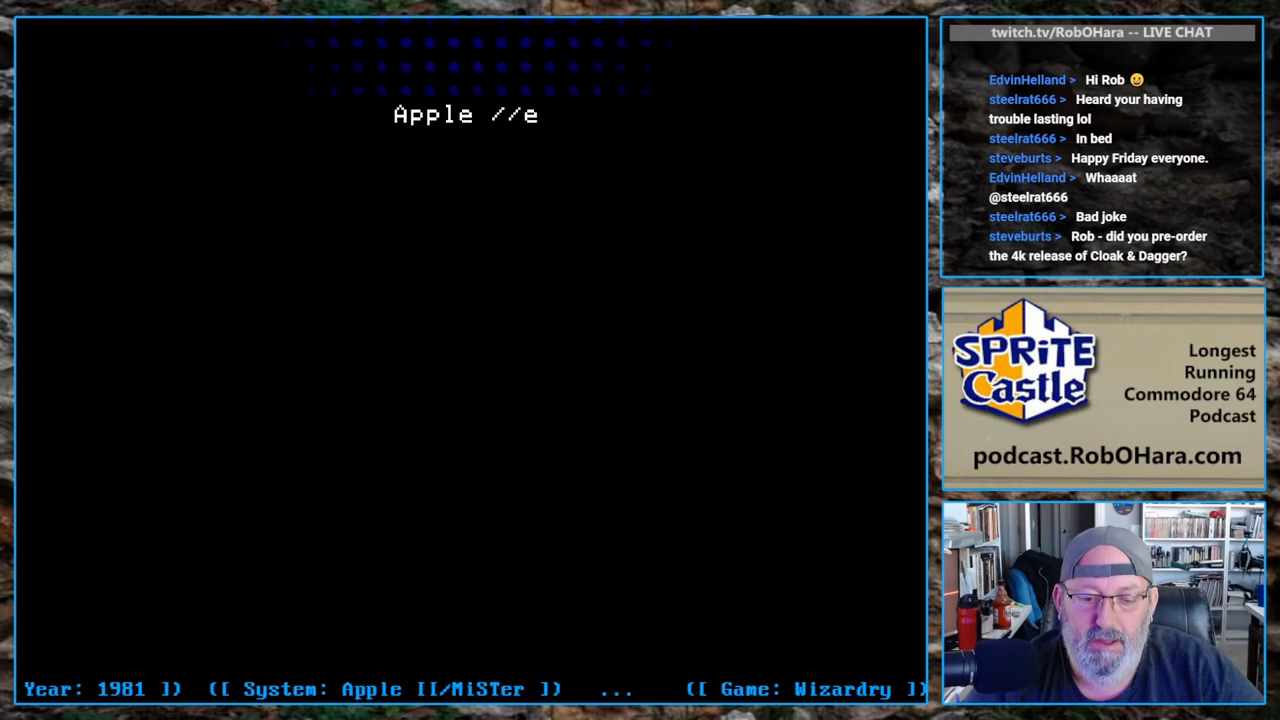 Apple //e
Year: 1981 ])  ([ System: Apple ][/MiSTer ])  ...  ([ Game: Wizardry ])
twitch.tv/RobOHara -- LIVE CHAT
EdvinHelland > Hi Rob 😀
steelrat666 > Heard your having
trouble lasting lol
steelrat666 > In bed
steveburts > Happy Friday everyone.
EdvinHelland > Whaaaat
@steelrat666
steelrat666 > Bad joke
steveburts > Rob - did you pre-order
the 4k release of Cloak & Dagger?
SPRiTE
Castle
Longest
Running
Commodore 64
Podcast
podcast.RobOHara.com